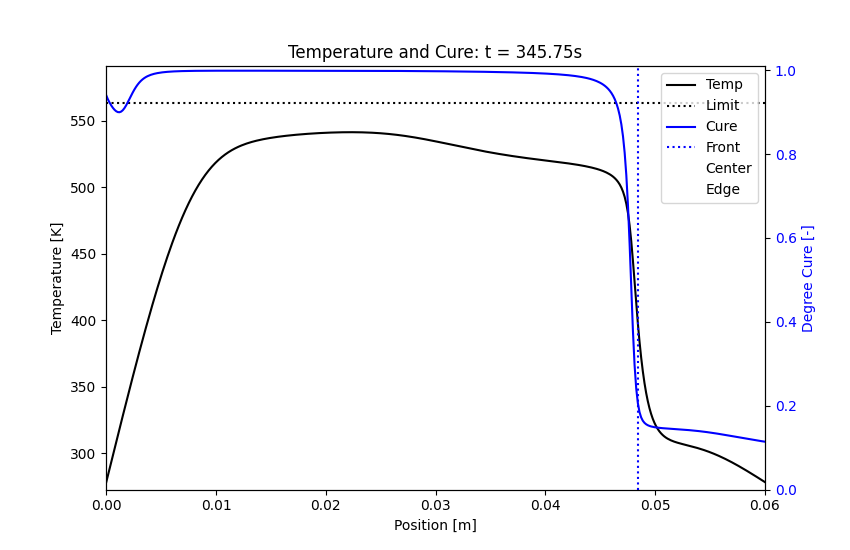 Temperature and Cure: t = 345.75s
Temperature [K]
550
500
450
400
350
300
Temp
Limit
Cure
Front
Center
Edge
1.0
0.8
0.6
0.4
0.2
0.0
Degree Cure [-]
0.00 0.01 0.02 0.03 0.04 0.05 0.06
Position [m]